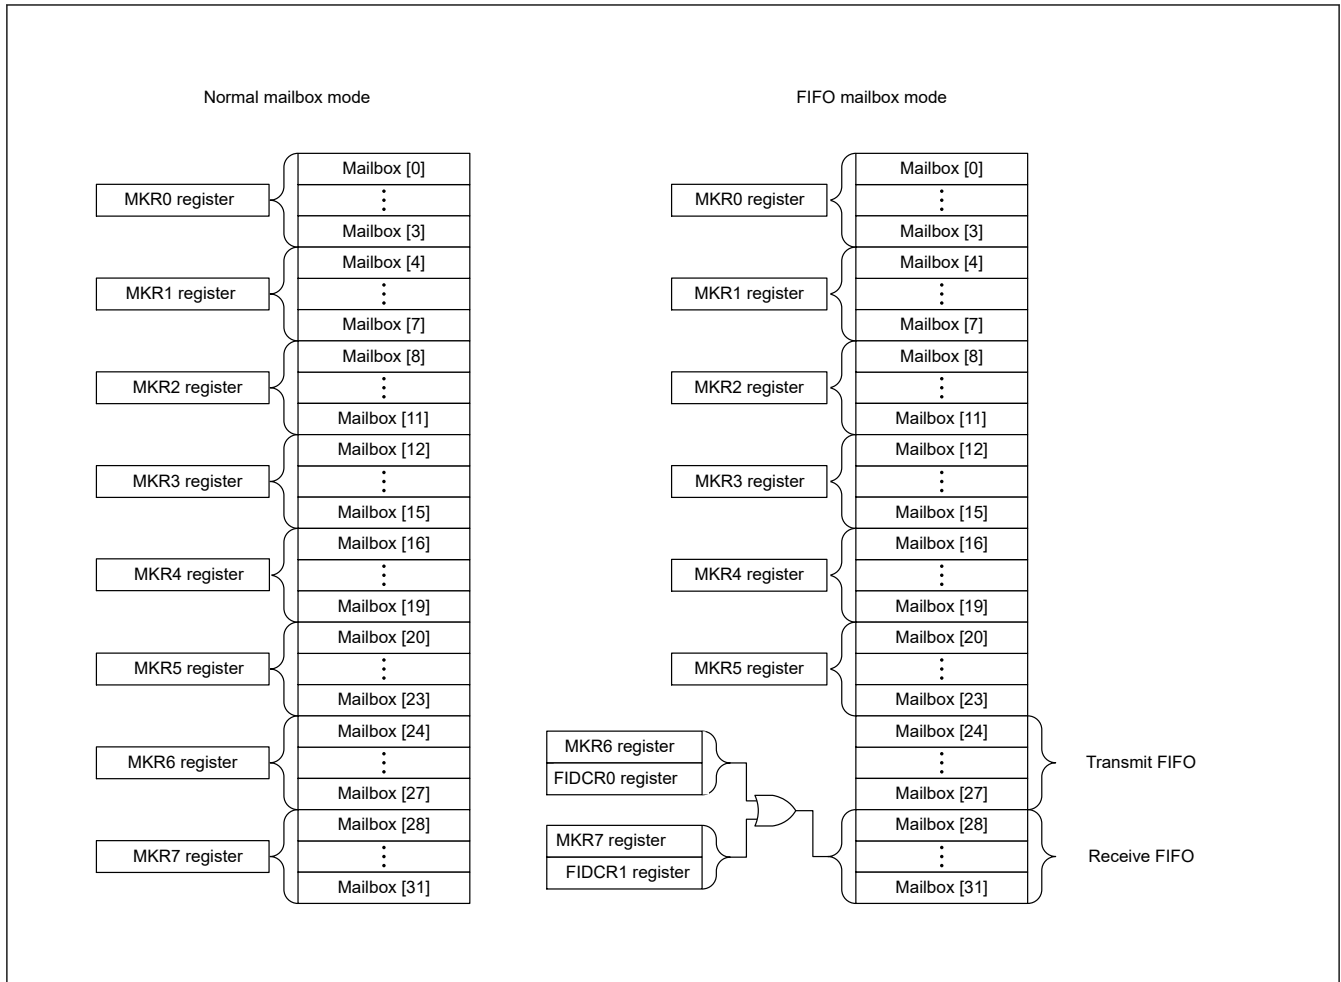 Normal mailbox mode
MKR0 register
Mailbox [0]
Mailbox [3]
MKR1 register
Mailbox [4]
Mailbox [7]
MKR2 register
Mailbox [8]
Mailbox [11]
MKR3 register
Mailbox [12]
Mailbox [15]
MKR4 register
Mailbox [16]
Mailbox [19]
MKR5 register
Mailbox [20]
Mailbox [23]
MKR6 register
Mailbox [24]
Mailbox [27]
MKR7 register
Mailbox [28]
Mailbox [31]
FIFO mailbox mode
MKR0 register
Mailbox [0]
Mailbox [3]
MKR1 register
Mailbox [4]
Mailbox [7]
MKR2 register
Mailbox [8]
Mailbox [11]
MKR3 register
Mailbox [12]
Mailbox [15]
MKR4 register
Mailbox [16]
Mailbox [19]
MKR5 register
Mailbox [20]
Mailbox [23]
MKR6 register
FIDCR0 register
MKR7 register
FIDCR1 register
Mailbox [24]
Mailbox [27]
Transmit FIFO
Mailbox [28]
Mailbox [31]
Receive FIFO